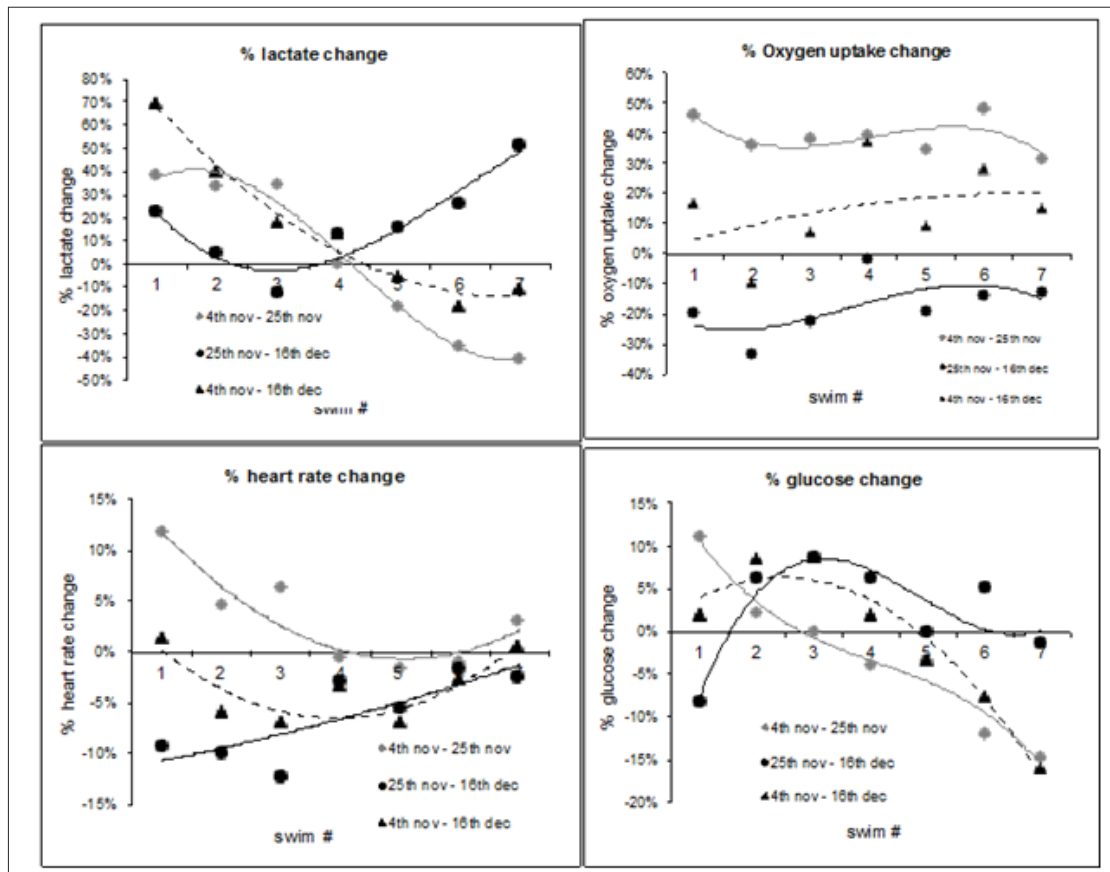 % lactate change
80%
70%
60%
50%
40%
30%
20%
10%
0%
-10%
-20%
-30%
-40%
-50%
% lactate change
1 2 3 4 5 6 7
4th nov - 25th nov
25th nov - 16th dec
4th nov - 16th dec
swim #
% Oxygen uptake change
60%
50%
40%
30%
20%
10%
0%
-10%
-20%
-30%
-40%
% oxygen uptake change
1 2 3 4 5 6 7
4th nov - 25th nov
25th nov - 16th dec
4th nov - 16th dec
swim #
% heart rate change
15%
10%
5%
0%
-5%
-10%
-15%
% heart rate change
1 2 3 4 5 6 7
4th nov - 25th nov
25th nov - 16th dec
4th nov - 16th dec
swim #
% glucose change
15%
10%
5%
0%
-5%
-10%
-15%
-20%
% glucose change
1 2 3 4 5 6 7
4th nov - 25th nov
25th nov - 16th dec
4th nov - 16th dec
swim #